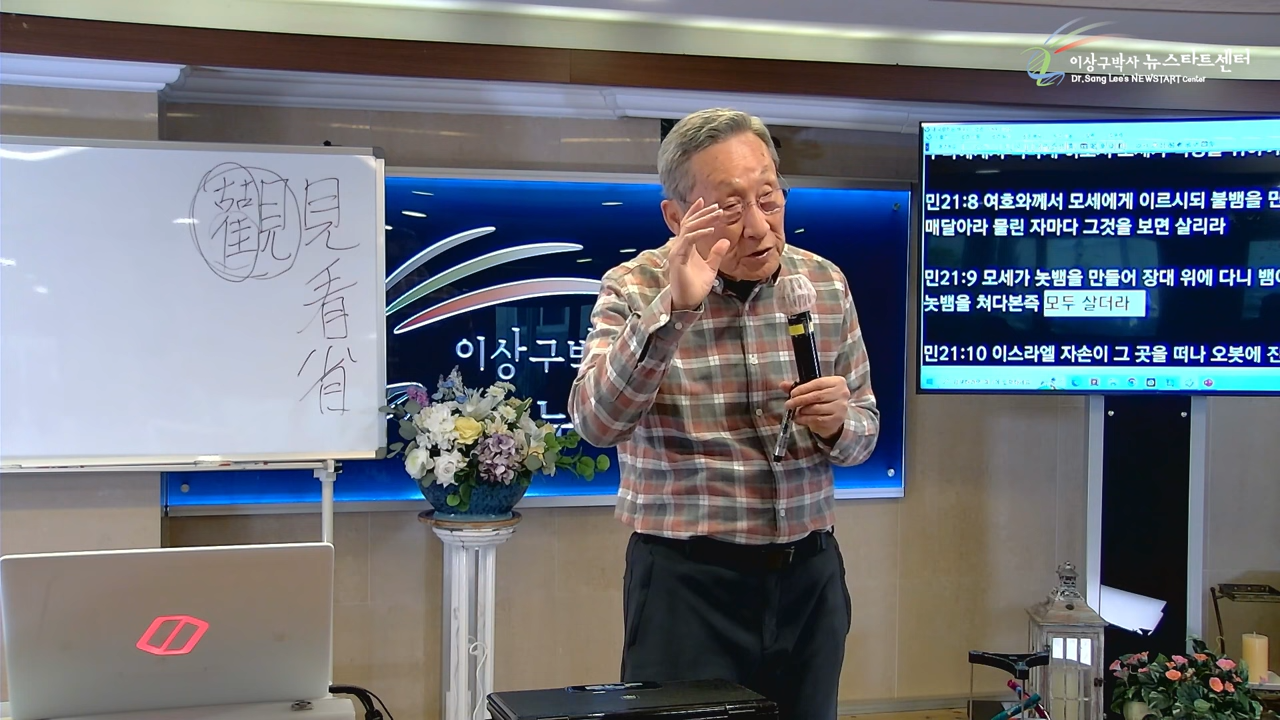 이상구박사 뉴스타트센터
Dr. Sang Lee's NEWSTART Center
觀 見
看
省
이상구박
뉴
민21:8 여호와께서 모세에게 이르시되 불뱀을 만
매달아라 물린 자마다 그것을 보면 살리라
민21:9 모세가 놋뱀을 만들어 장대 위에 다니 뱀에
놋뱀을 쳐다본즉 모두 살더라
민21:10 이스라엘 자손이 그 곳을 떠나 오봇에 진